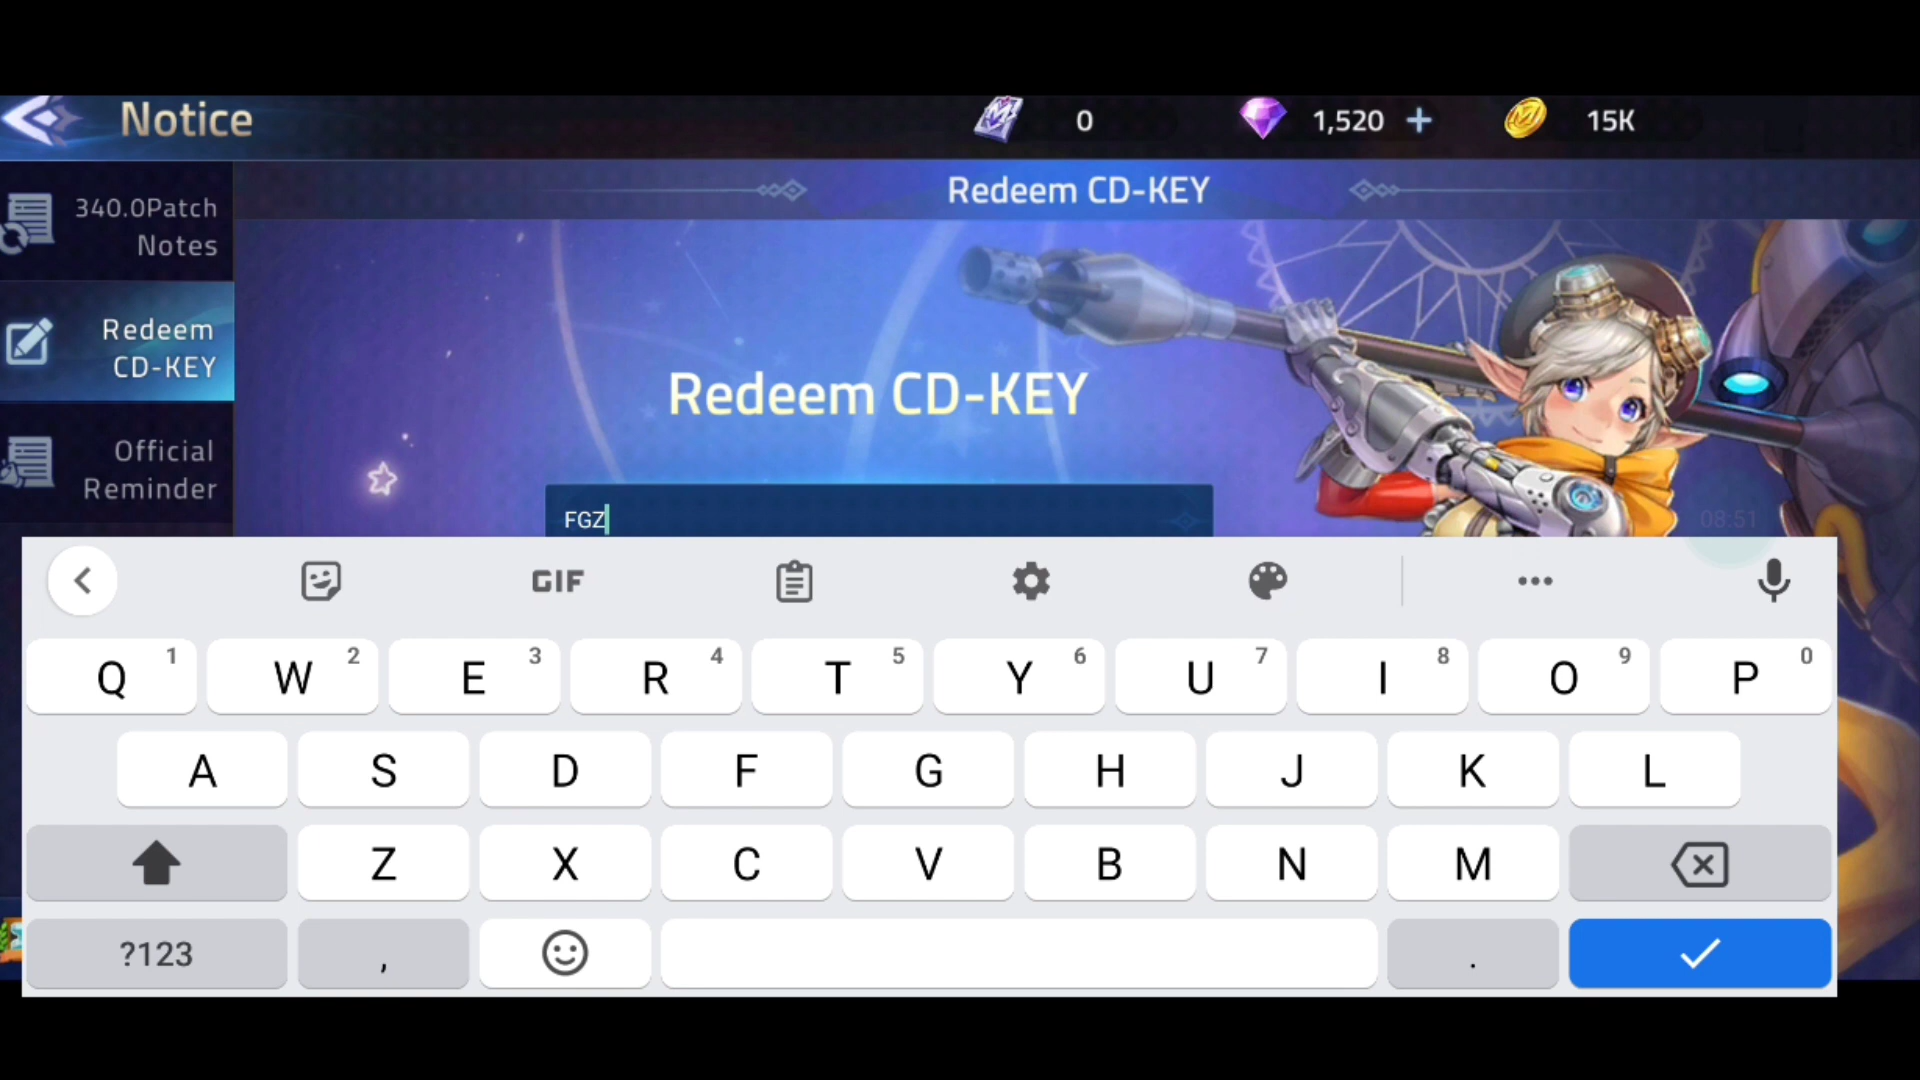 Notice
0
1,520 +
15K
340.0Patch
Notes
Redeem CD-KEY
Redeem
CD-KEY
Official
Reminder
Redeem CD-KEY
FGZ
08:51
GIF
Q 1 W 2 E 3 R 4 T 5 Y 6 U 7 I 8 O 9 P 0
A S D F G H J K L
Z X C V B N M
?123 , .